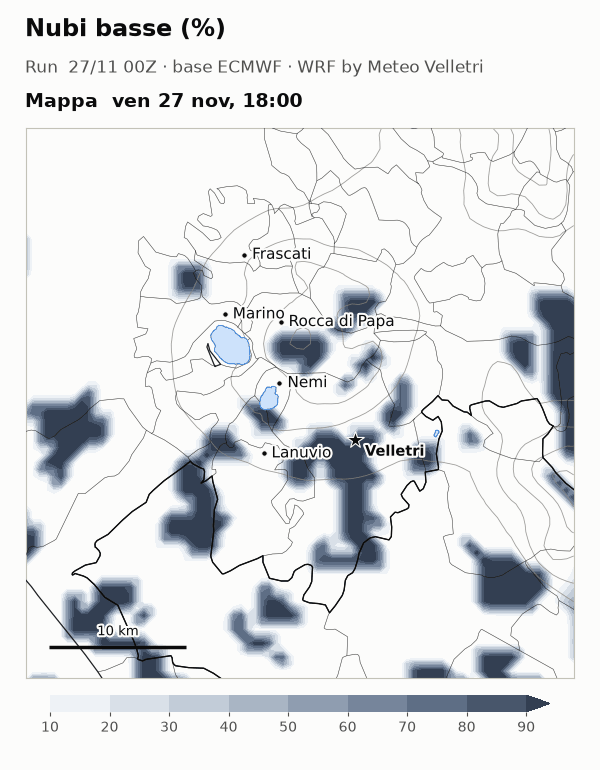 Nubi basse (%)
Run  27/11 00Z · base ECMWF · WRF by Meteo Velletri
Mappa  ven 27 nov, 18:00
Frascati
Marino
Rocca di Papa
Nemi
Velletri
Lanuvio
10 km
10 20 30 40 50 60 70 80 90